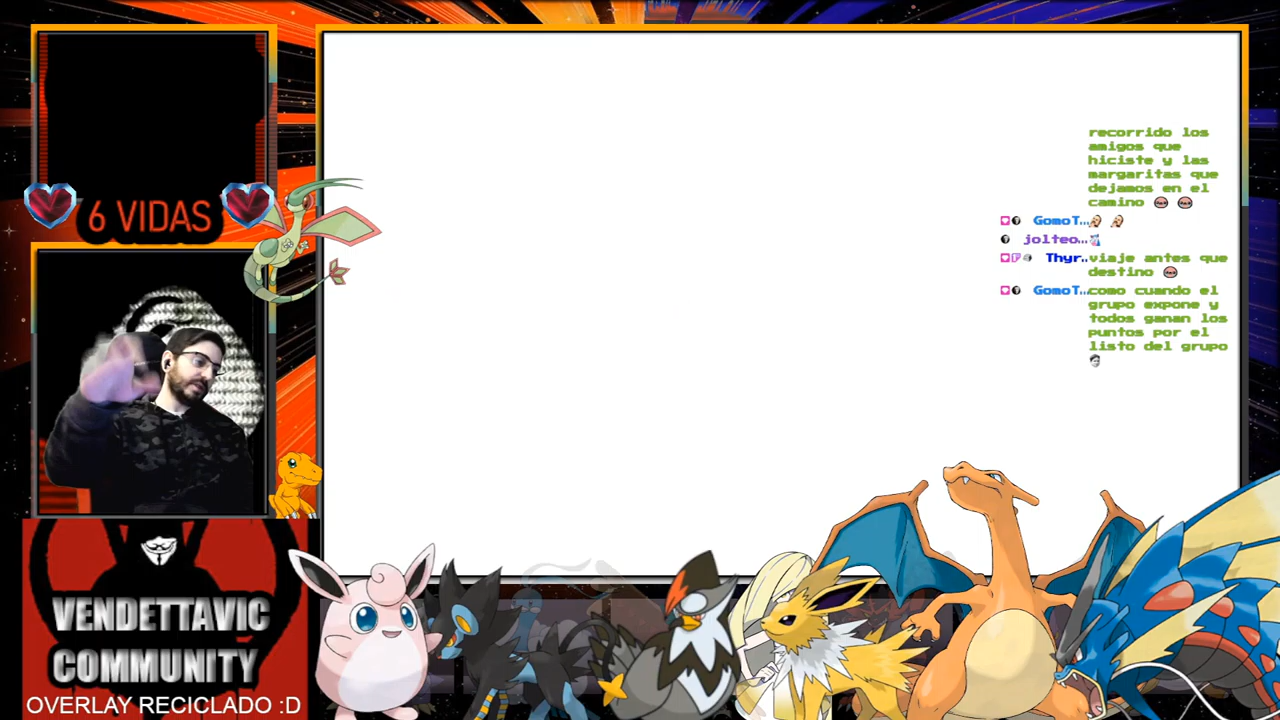 6 VIDAS
recorrido los
amigos que
hiciste y las
margaritas que
dejamos en el
camino
GomoT...
jolteo...
Thyr..viaje antes que
destino
GomoT...como cuando el
grupo expone y
todos ganan los
puntos por el
listo del grupo
VENDETTAVIC
COMMUNITY
OVERLAY RECICLADO :D